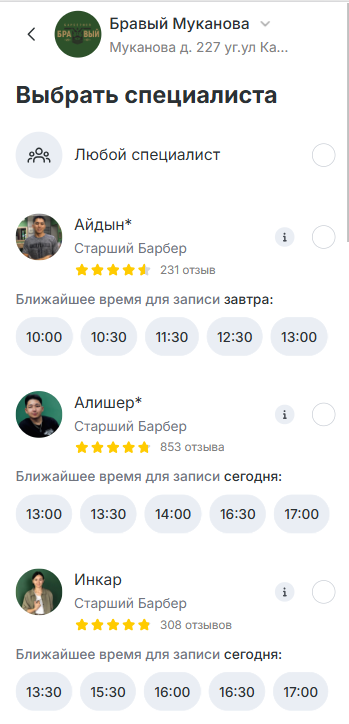 БРАВЫЙ
Бравый Муканова
Муканова д. 227 уг.ул Ка...
Выбрать специалиста
Любой специалист
Айдын*
Старший Барбер
231 отзыв
Ближайшее время для записи завтра:
10:00 10:30 11:30 12:30 13:00
Алишер*
Старший Барбер
853 отзыва
Ближайшее время для записи сегодня:
13:00 13:30 14:00 16:30 17:00
Инкар
Старший Барбер
308 отзывов
Ближайшее время для записи сегодня:
13:30 15:30 16:00 16:30 17:00